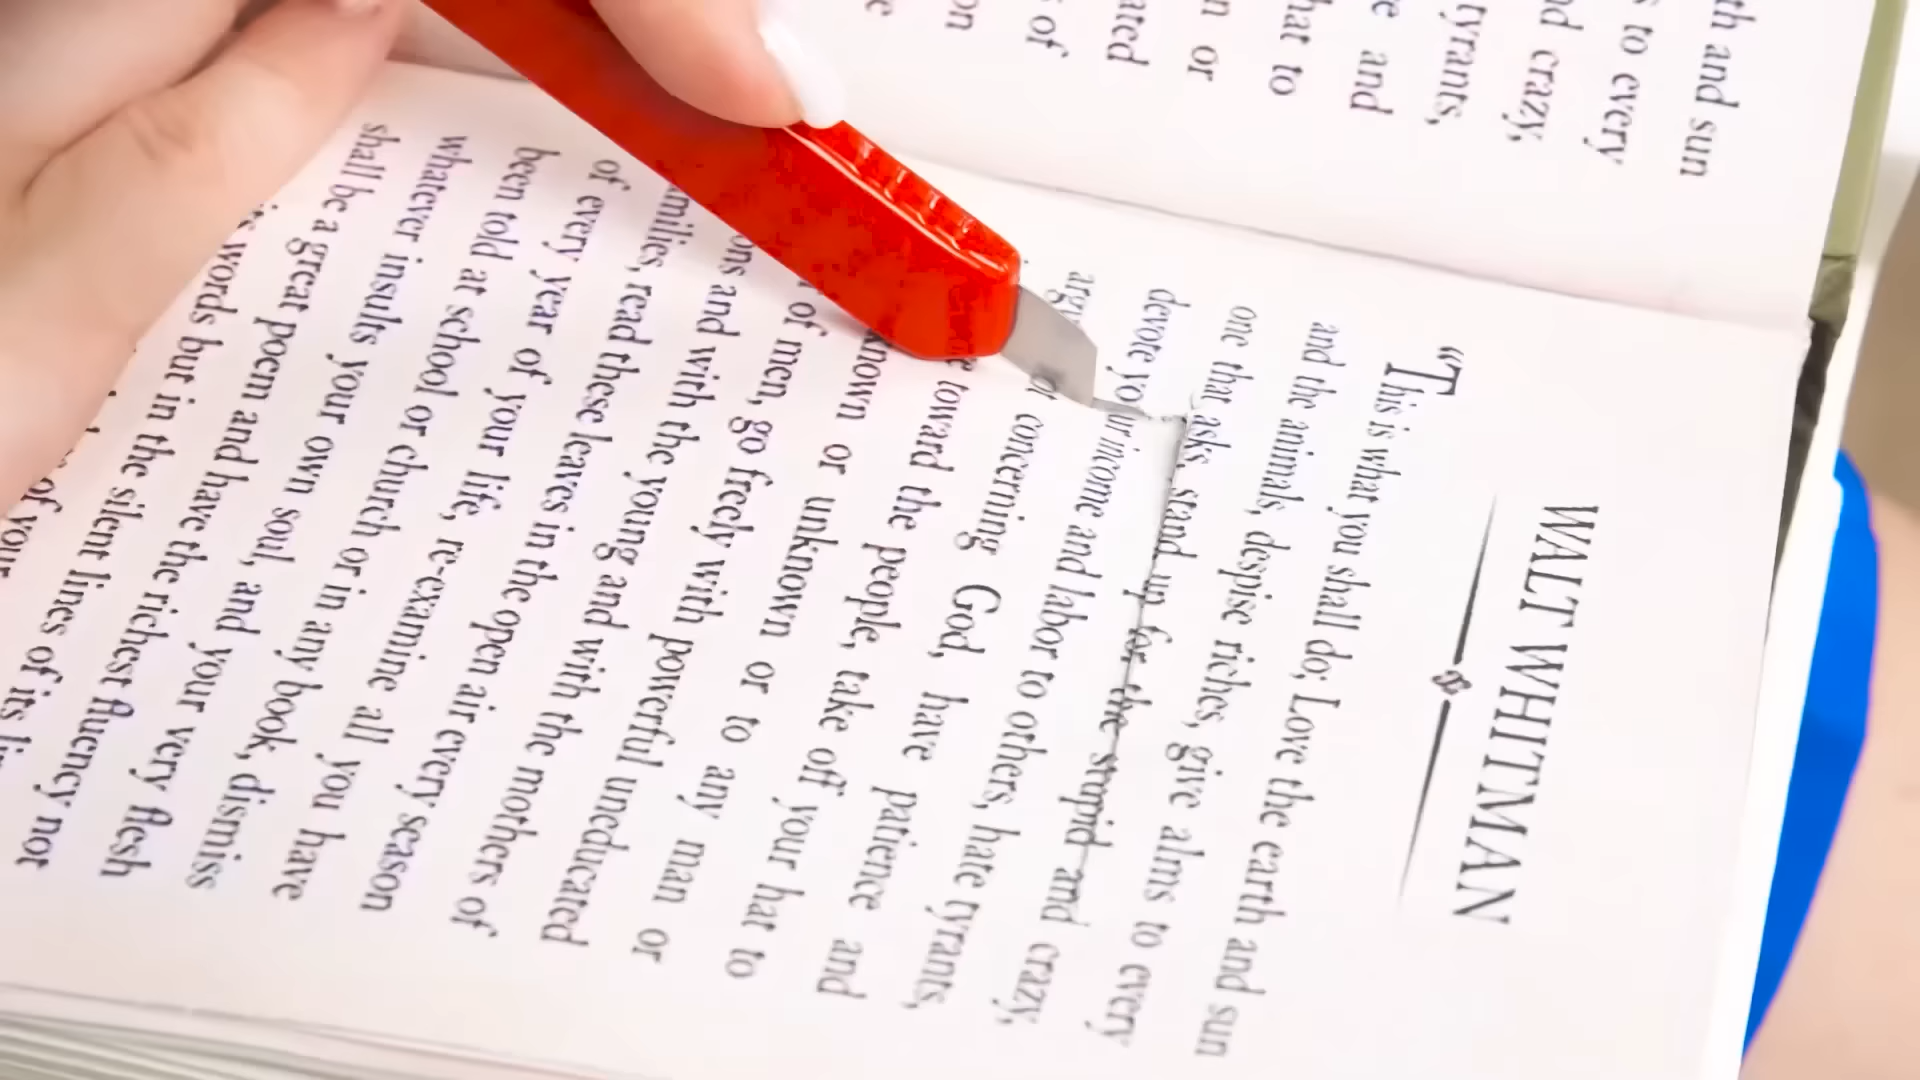 WALT WHITMAN
“This is what you shall do; Love the earth and sun
and the animals, despise riches, give alms to every
one that asks, stand up for the stupid and crazy,
devote your income and labor to others, hate tyrants,
concerning God, have patience and
toward the people, take off your hat to
known or unknown or to any man or
of men, go freely with powerful uneducated
and with the young and with the mothers of
families, read these leaves in the open air every season
of every year of your life, re-examine all you have
been told at school or church or in any book, dismiss
whatever insults your own soul, and your very flesh
shall be a great poem and have the richest fluency not
words but in the silent lines of its
of your
th and sun
to every
crazy,
tyrants,
and
hat to
or
of